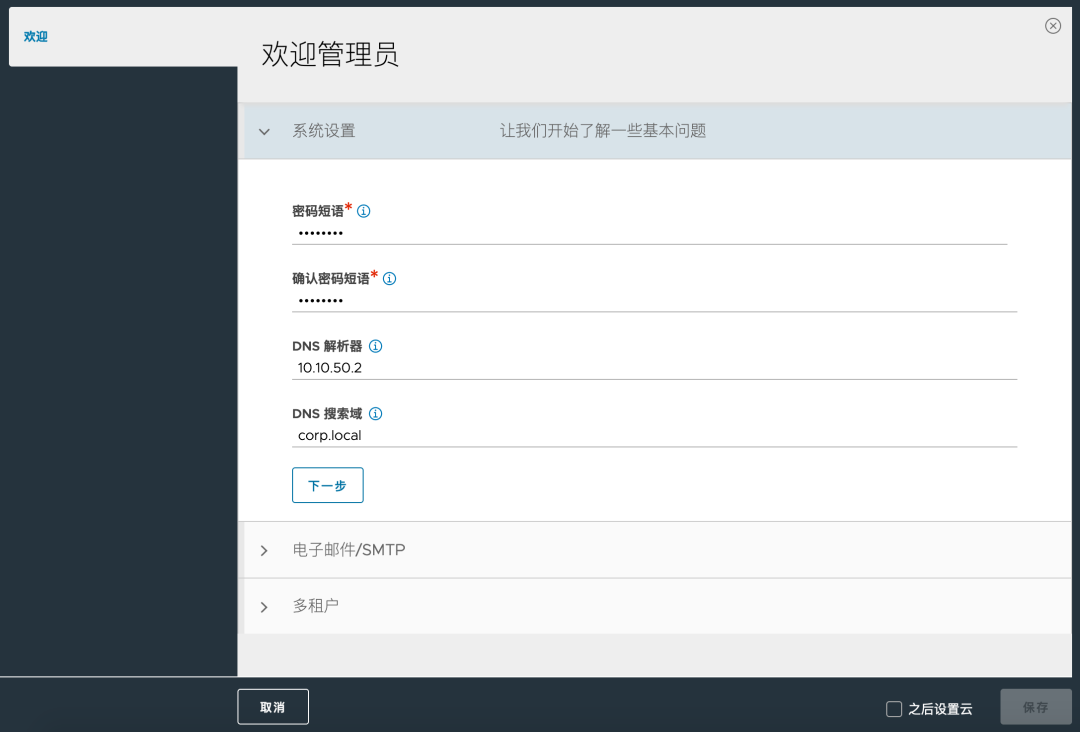 欢迎
欢迎管理员
系统设置 让我们开始了解一些基本问题
密码短语*
••••••••
确认密码短语*
••••••••
DNS 解析器
10.10.50.2
DNS 搜索域
corp.local
下一步
电子邮件/SMTP
多租户
取消 之后设置云 保存